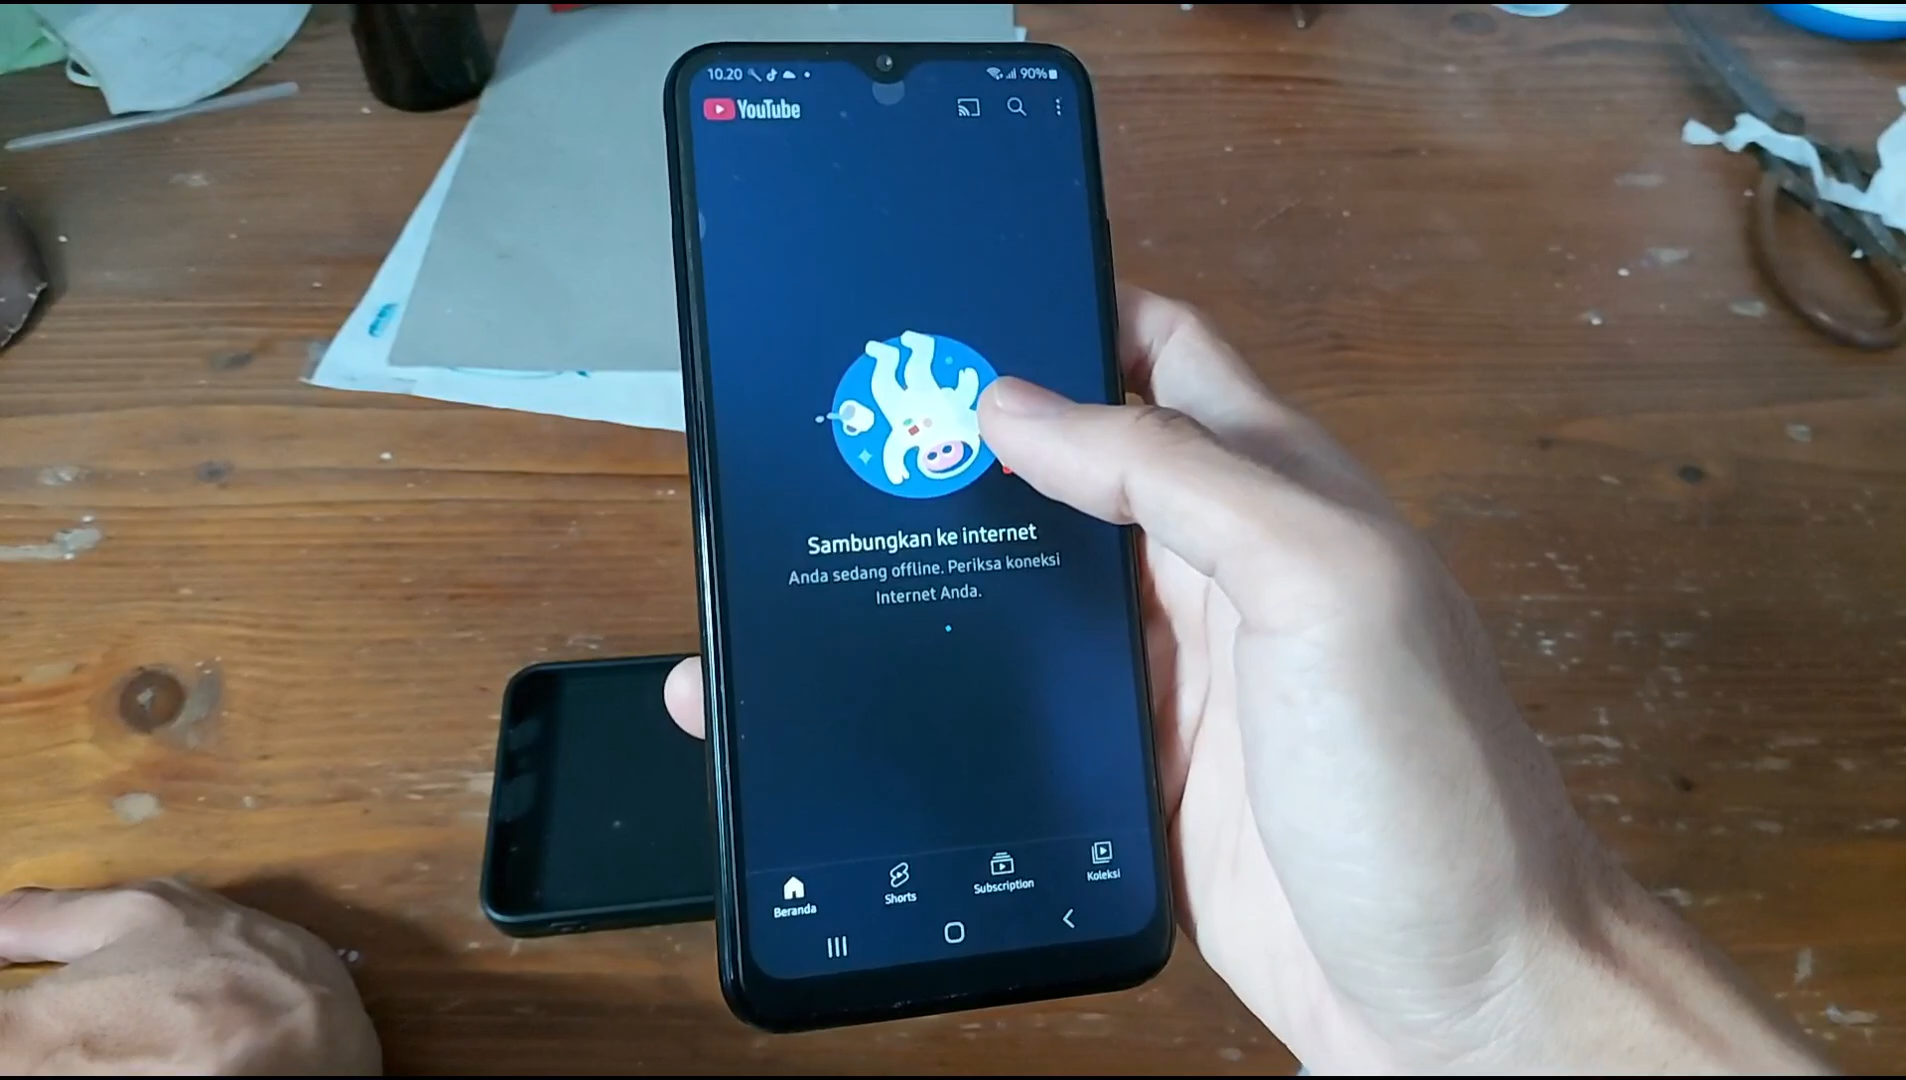 10.20
90%
YouTube
Sambungkan ke internet
Anda sedang offline. Periksa koneksi
Internet Anda.
Beranda
Shorts
Subscription
Koleksi